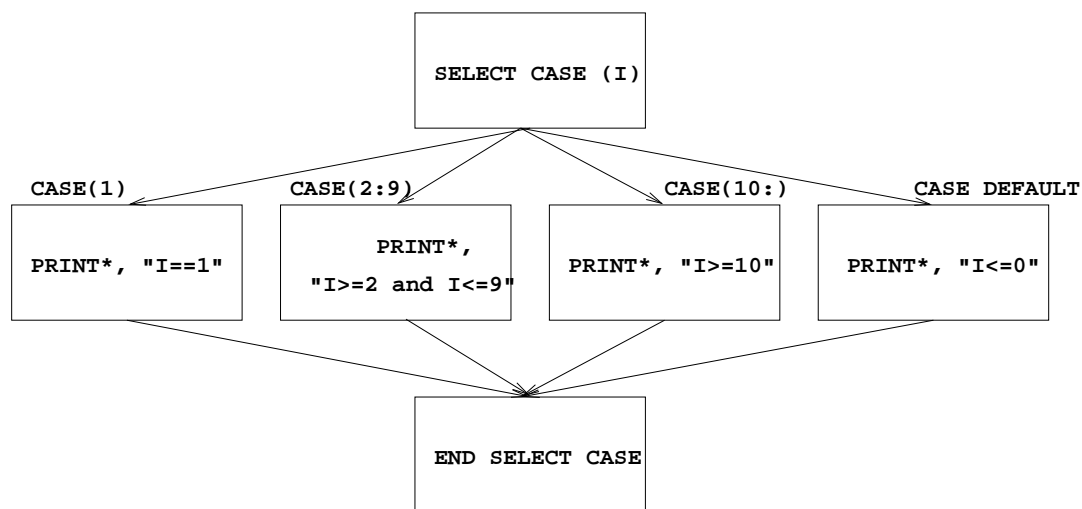 SELECT CASE (I)
CASE(1)
CASE(2:9)
CASE(10:)
CASE DEFAULT
PRINT*, "I==1"
PRINT*,
"I>=2 and I<=9"
PRINT*, "I>=10"
PRINT*, "I<=0"
END SELECT CASE